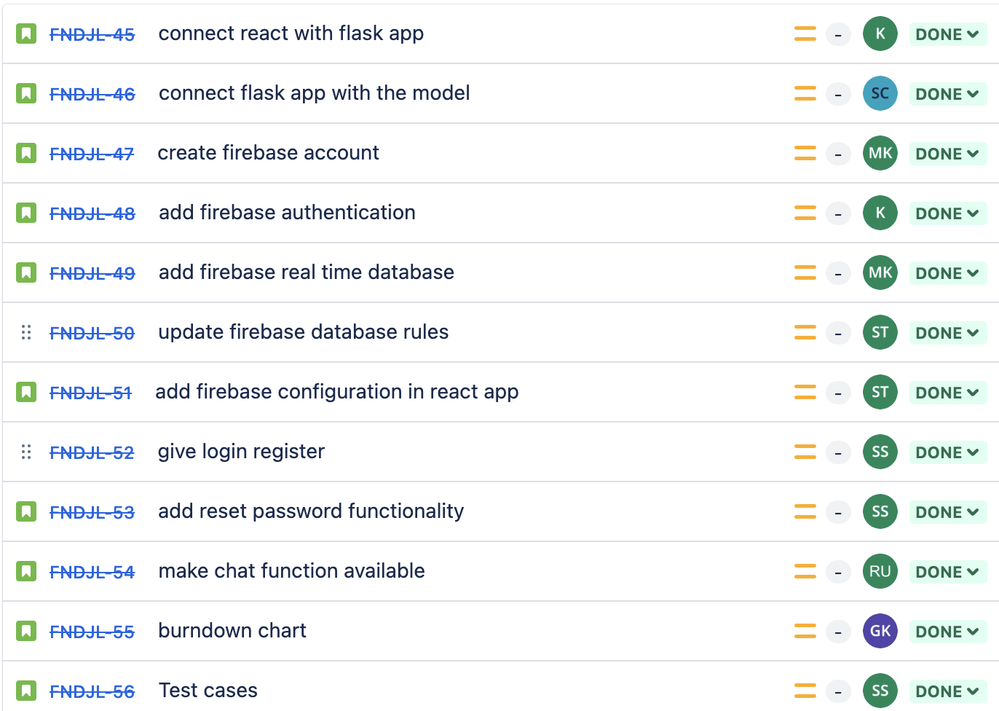 FNDJL-45 connect react with flask app - K DONE
FNDJL-46 connect flask app with the model - SC DONE
FNDJL-47 create firebase account - MK DONE
FNDJL-48 add firebase authentication - K DONE
FNDJL-49 add firebase real time database - MK DONE
FNDJL-50 update firebase database rules - ST DONE
FNDJL-51 add firebase configuration in react app - ST DONE
FNDJL-52 give login register - SS DONE
FNDJL-53 add reset password functionality - SS DONE
FNDJL-54 make chat function available - RU DONE
FNDJL-55 burndown chart - GK DONE
FNDJL-56 Test cases - SS DONE